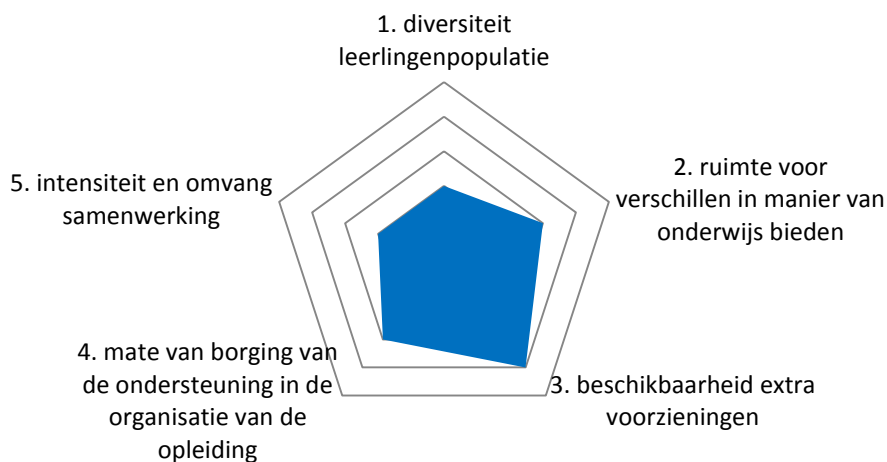 1. diversiteit
leerlingenpopulatie
2. ruimte voor
verschillen in manier van
onderwijs bieden
3. beschikbaarheid extra
voorzieningen
4. mate van borging van
de ondersteuning in de
organisatie van de
opleiding
5. intensiteit en omvang
samenwerking